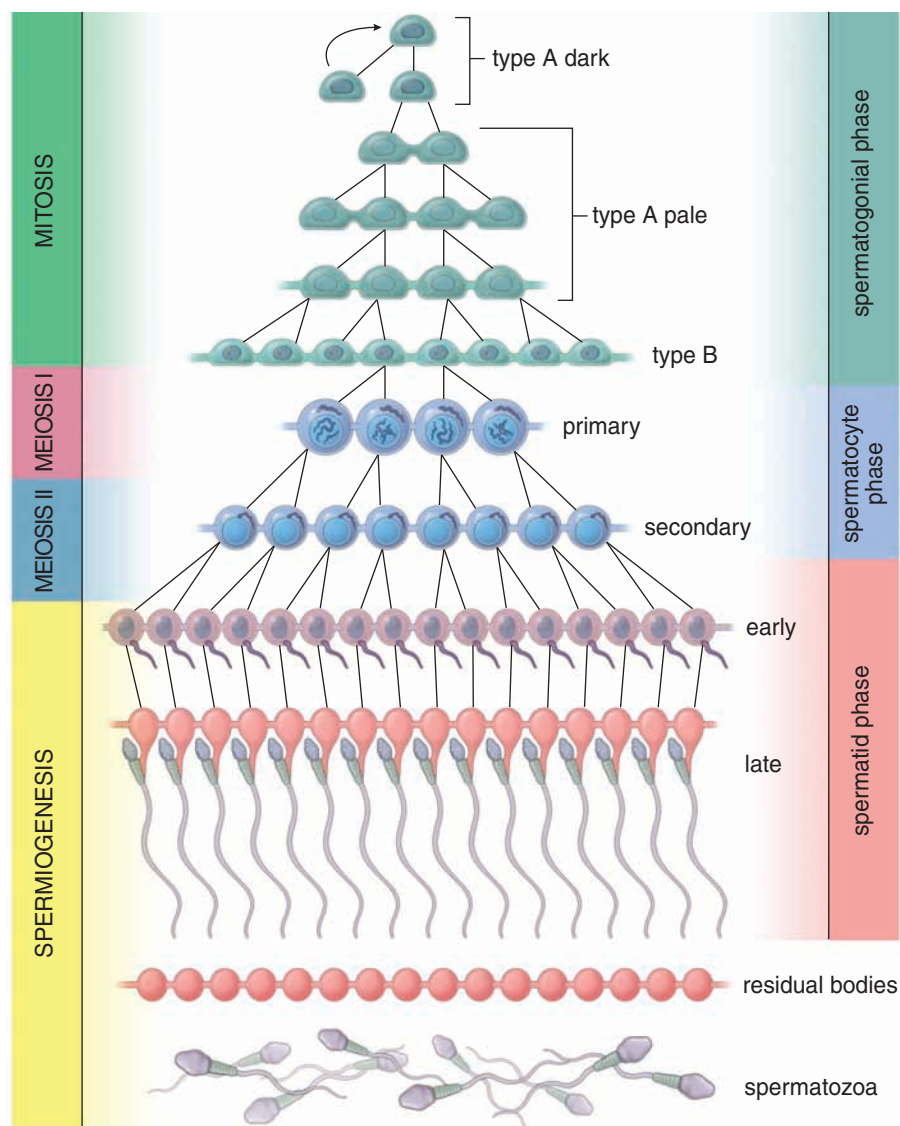 type A dark
type A pale
type B
primary
secondary
early
late
residual bodies
spermatozoa
MITOSIS
MEIOSIS I
MEIOSIS II
SPERMIOGENESIS
spermatogonial phase
spermatocyte
phase
spermatid phase